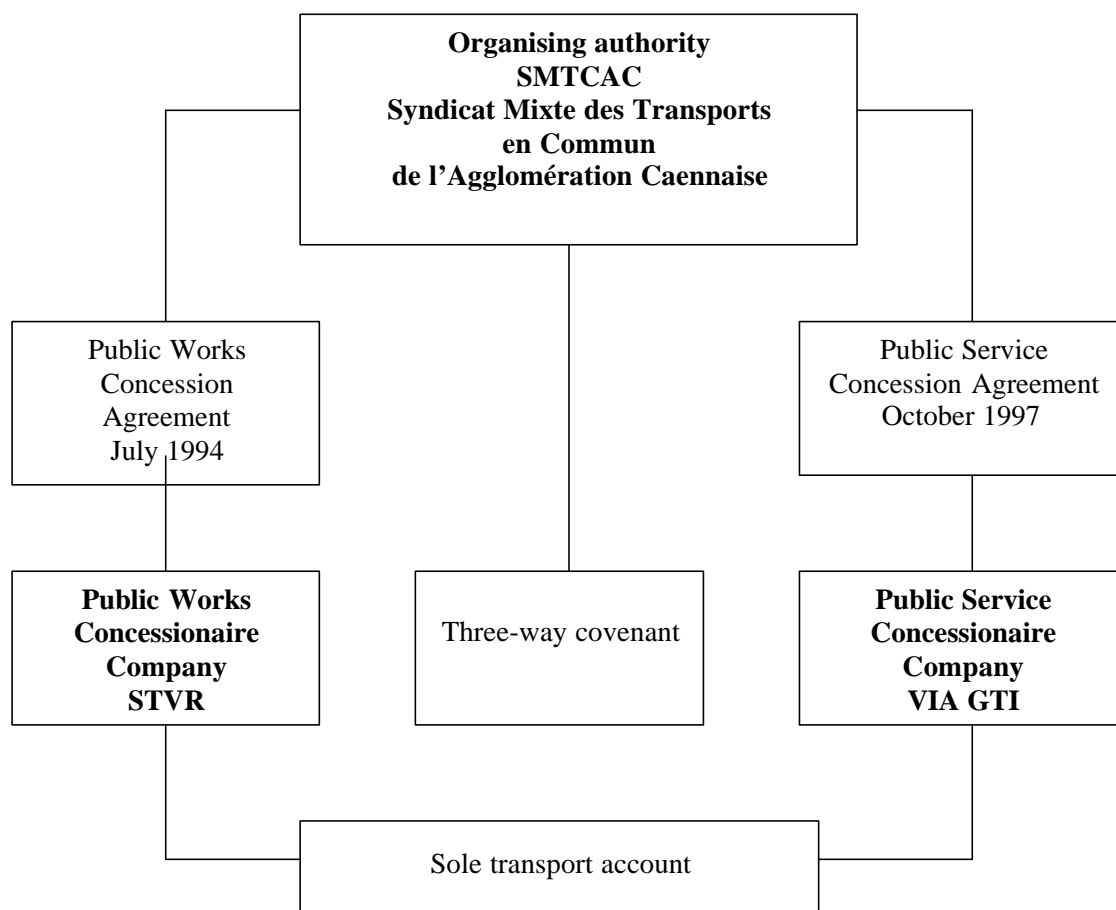 Organising authority
SMTCAC
Syndicat Mixte des Transports
en Commun
de l'Agglomération Caennaise
Public Works
Concession
Agreement
July 1994
Public Service
Concession Agreement
October 1997
Public Works
Concessionaire
Company
STVR
Three-way covenant
Public Service
Concessionaire
Company
VIA GTI
Sole transport account